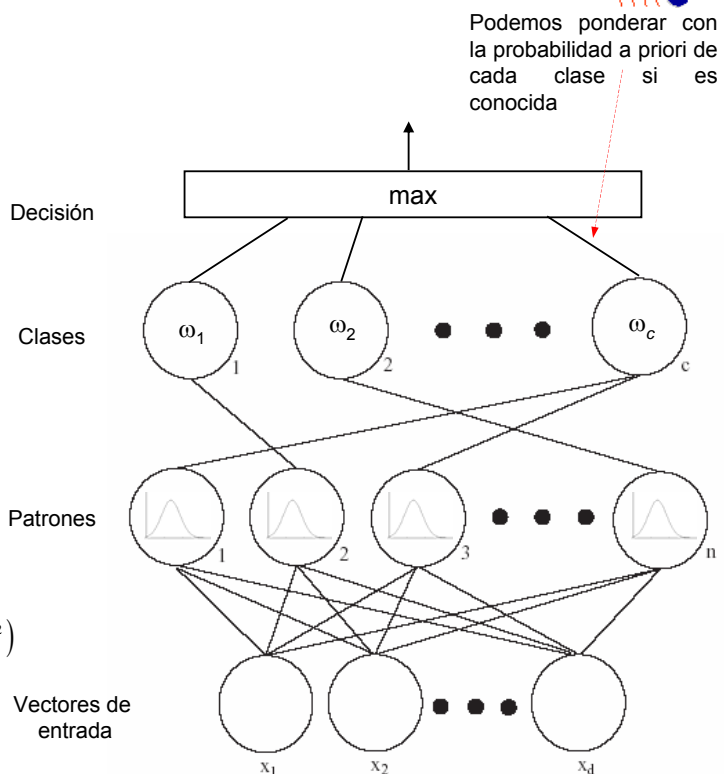 Podemos ponderar con
la probabilidad a priori de
cada clase si es
conocida
max
Decisión
Clases
ω1
ω2
ωc
1
2
c
Patrones
1
2
3
n
2)
Vectores de
entrada
x1
x2
xd